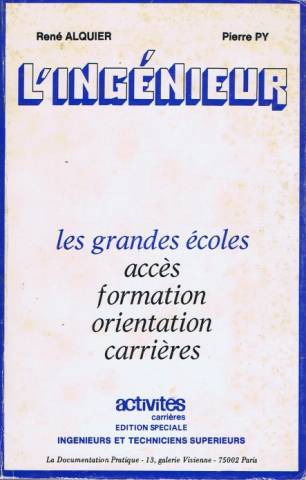 René ALQUIER Pierre PY
L'INGÉNIEUR
les grandes écoles
accès
formation
orientation
carrières
activites
carrières
EDITION SPECIALE
INGENIEURS ET TECHNICIENS SUPERIEURS
La Documentation Pratique - 13, galerie Vivienne - 75002 Paris